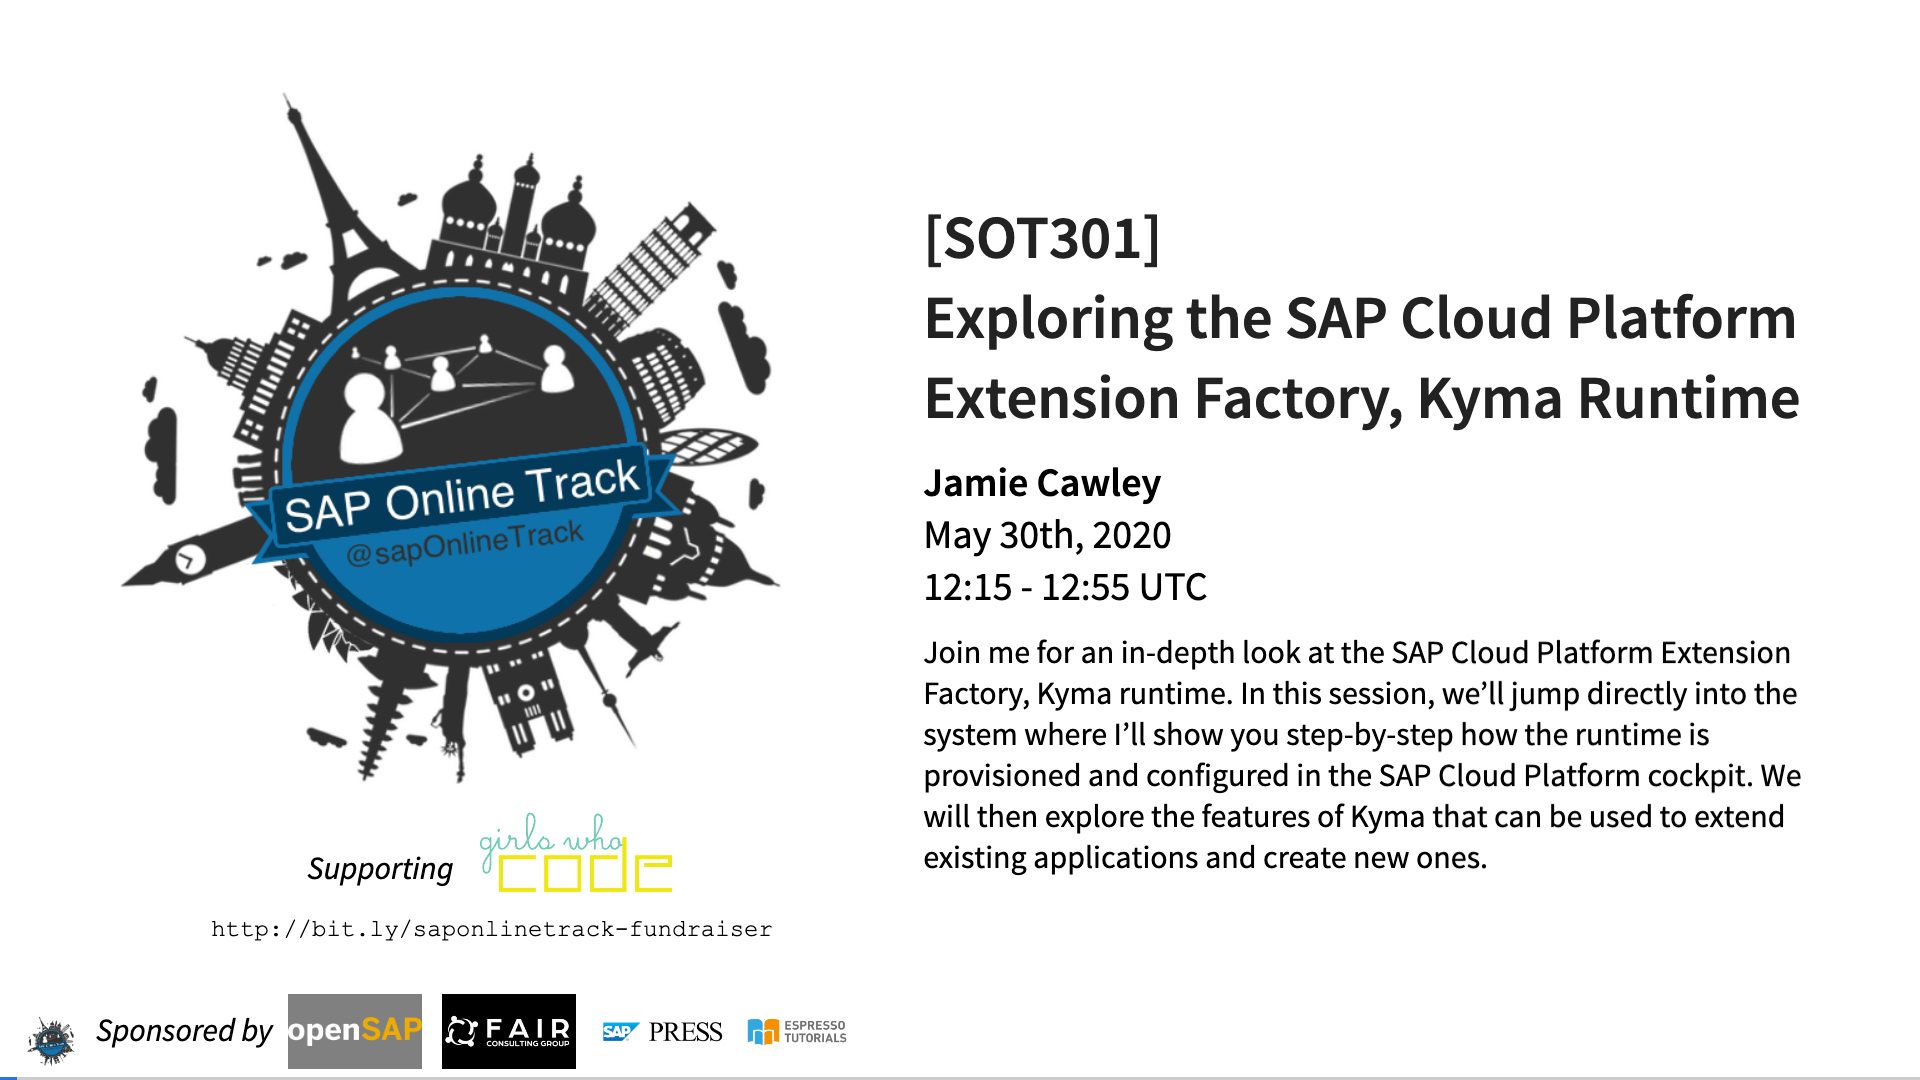 SAP Online Track
@sapOnlineTrack
Supporting
girls who
code
http://bit.ly/saponlinetrack-fundraiser
[SOT301]
Exploring the SAP Cloud Platform
Extension Factory, Kyma Runtime
Jamie Cawley
May 30th, 2020
12:15 - 12:55 UTC
Join me for an in-depth look at the SAP Cloud Platform Extension
Factory, Kyma runtime. In this session, we’ll jump directly into the
system where I’ll show you step-by-step how the runtime is
provisioned and configured in the SAP Cloud Platform cockpit. We
will then explore the features of Kyma that can be used to extend
existing applications and create new ones.
Sponsored by
openSAP
FAIR
CONSULTING GROUP
SAP PRESS
ESPRESSO
TUTORIALS